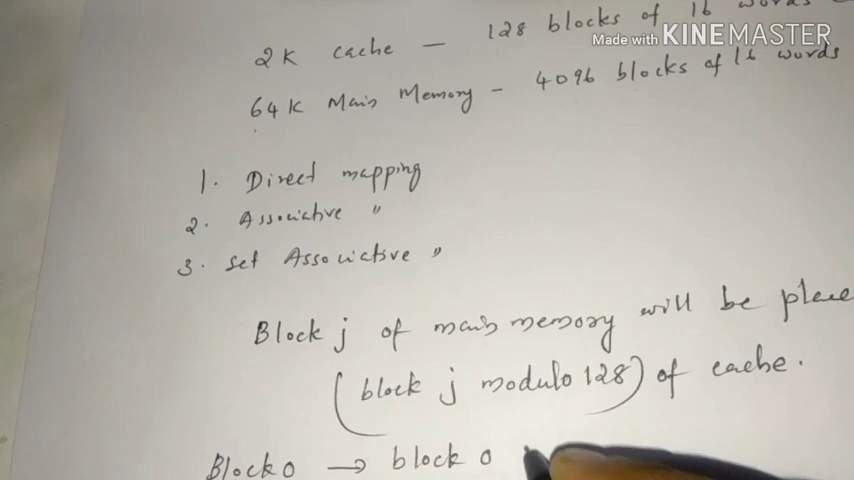 2K cache — 128 blocks of 16 words
Made with KINEMASTER
64K Main Memory - 4096 blocks of 16 words
1. Direct mapping
2. Associative "
3. Set Associative "
Block j of main memory will be place
(block j modulo 128) of cache.
Block 0 → block 0